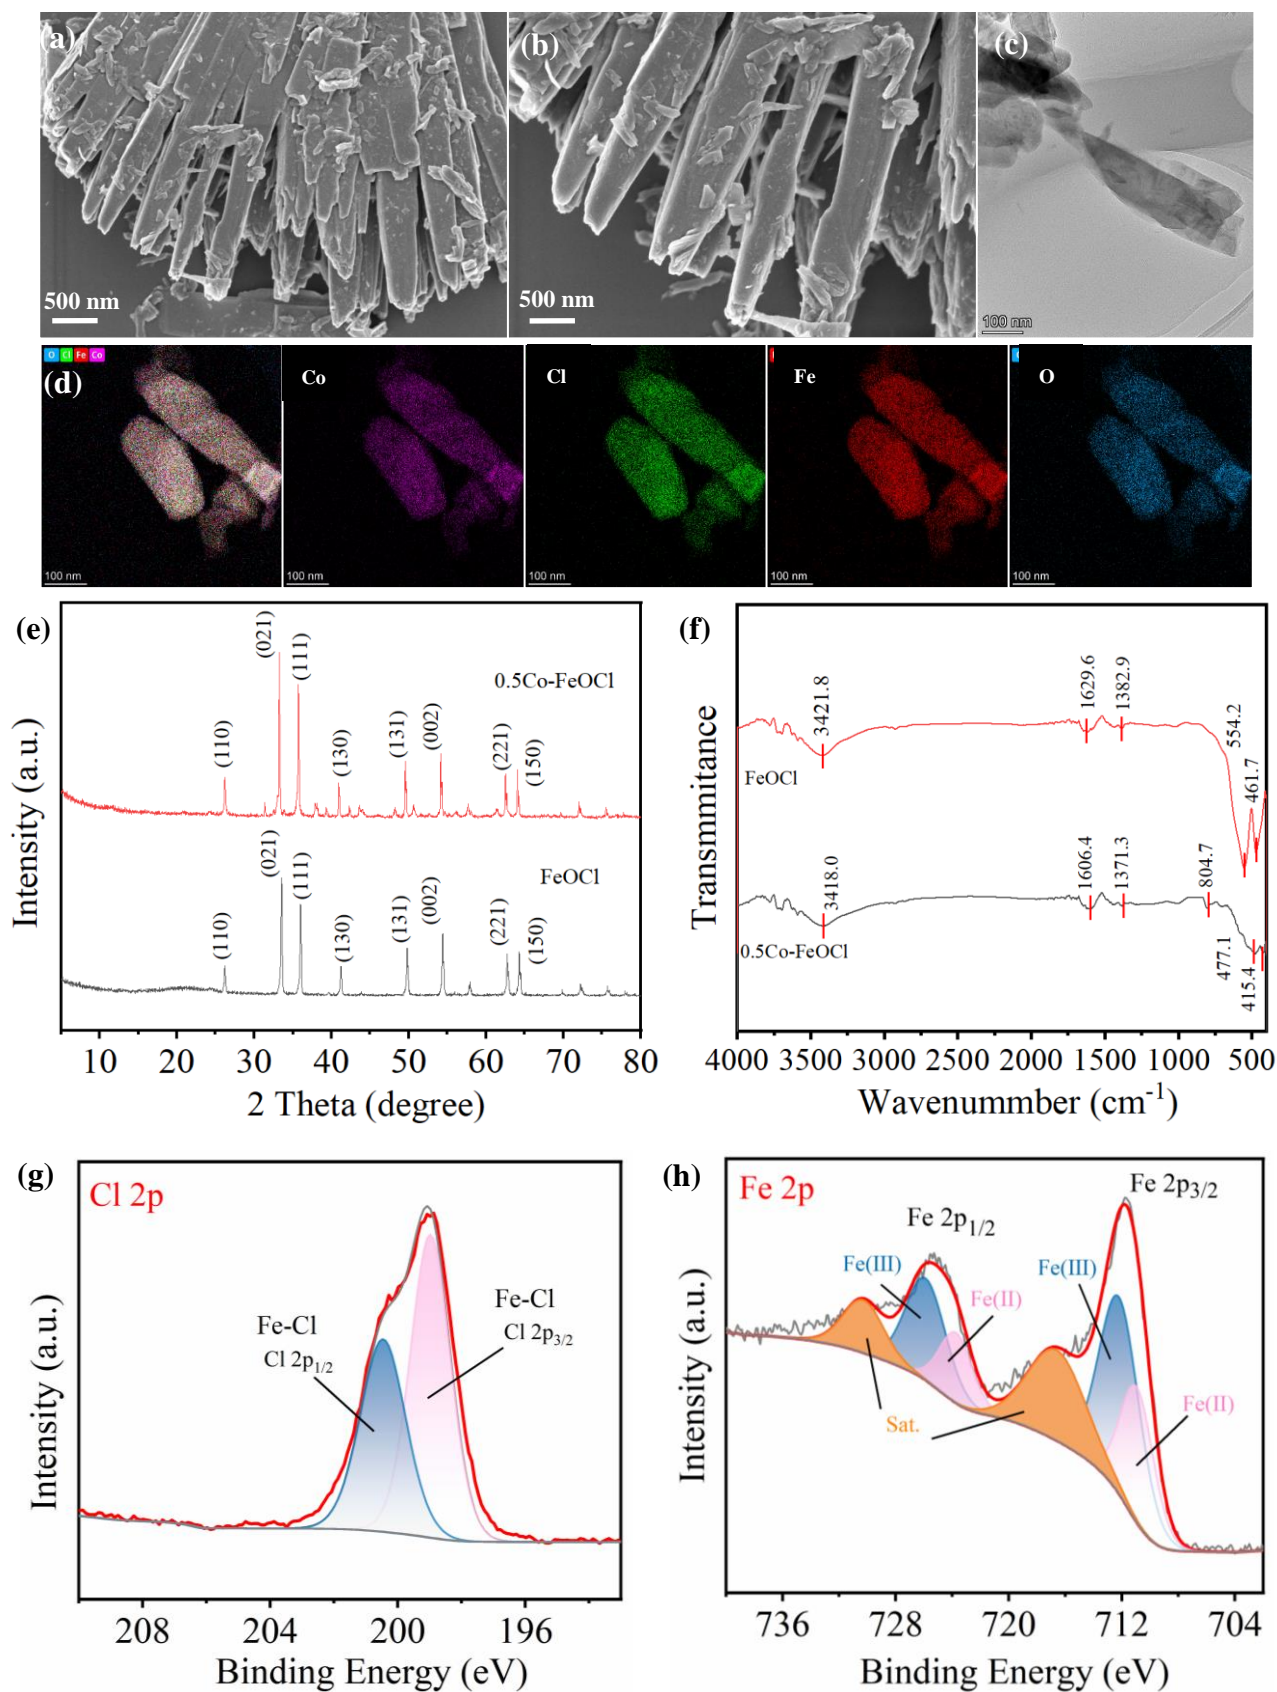 (a)
500 nm
(b)
500 nm
(c)
100 nm
O Cl Fe Co
(d)
100 nm
Co
100 nm
Cl
100 nm
Fe
100 nm
O
100 nm
(e)
Intensity (a.u.)
0.5Co-FeOCl
(110)
(021)
(111)
(130)
(131)
(002)
(221)
(150)
FeOCl
(110)
(021)
(111)
(130)
(131)
(002)
(221)
(150)
10 20 30 40 50 60 70 80
2 Theta (degree)
(f)
Transmmitance
3421.8
1629.6
1382.9
554.2
461.7
FeOCl
3418.0
1606.4
1371.3
804.7
477.1
415.4
0.5Co-FeOCl
4000 3500 3000 2500 2000 1500 1000 500
Wavenummber (cm-1)
(g)
Cl 2p
Intensity (a.u.)
Fe-Cl
Cl 2p1/2
Fe-Cl
Cl 2p3/2
208 204 200 196
Binding Energy (eV)
(h)
Fe 2p
Intensity (a.u.)
Fe 2p1/2
Fe 2p3/2
Fe(III)
Fe(II)
Fe(III)
Fe(II)
Sat.
736 728 720 712 704
Binding Energy (eV)